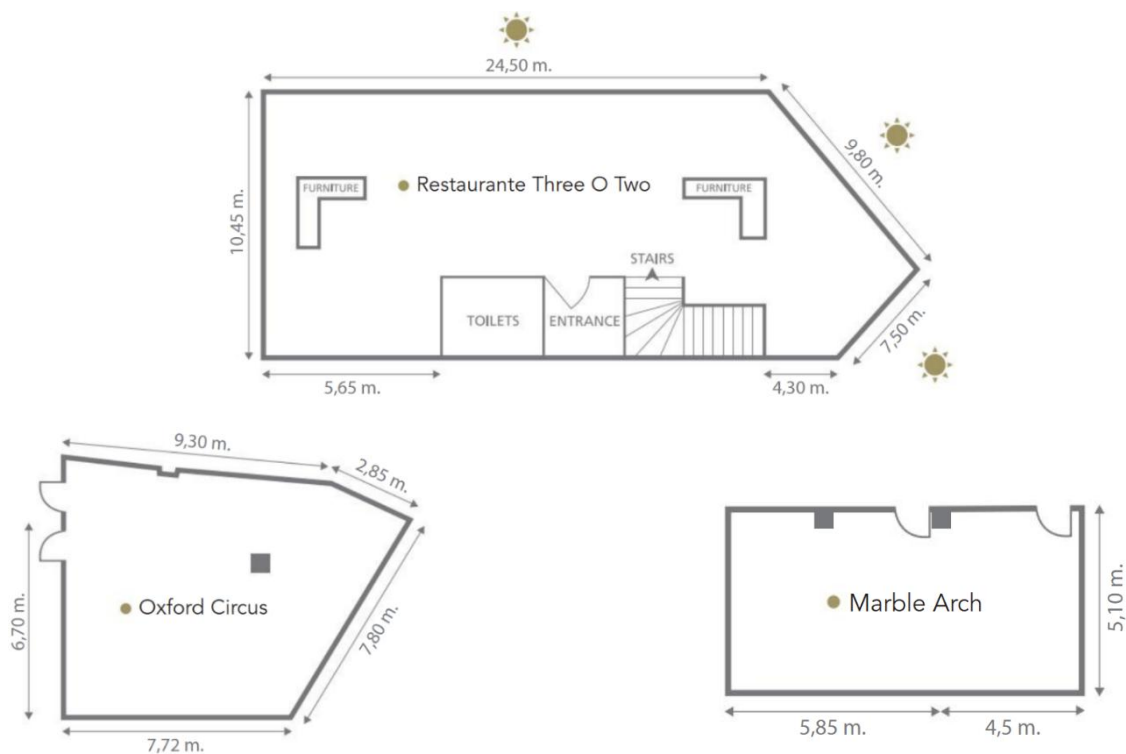 24,50 m.
9,80 m.
10,45 m.
FURNITURE
Restaurante Three O Two
FURNITURE
STAIRS
TOILETS
ENTRANCE
7,50 m.
5,65 m.
4,30 m.
9,30 m.
2,85 m.
6,70 m.
Oxford Circus
7,80 m.
7,72 m.
Marble Arch
5,10 m.
5,85 m.
4,5 m.